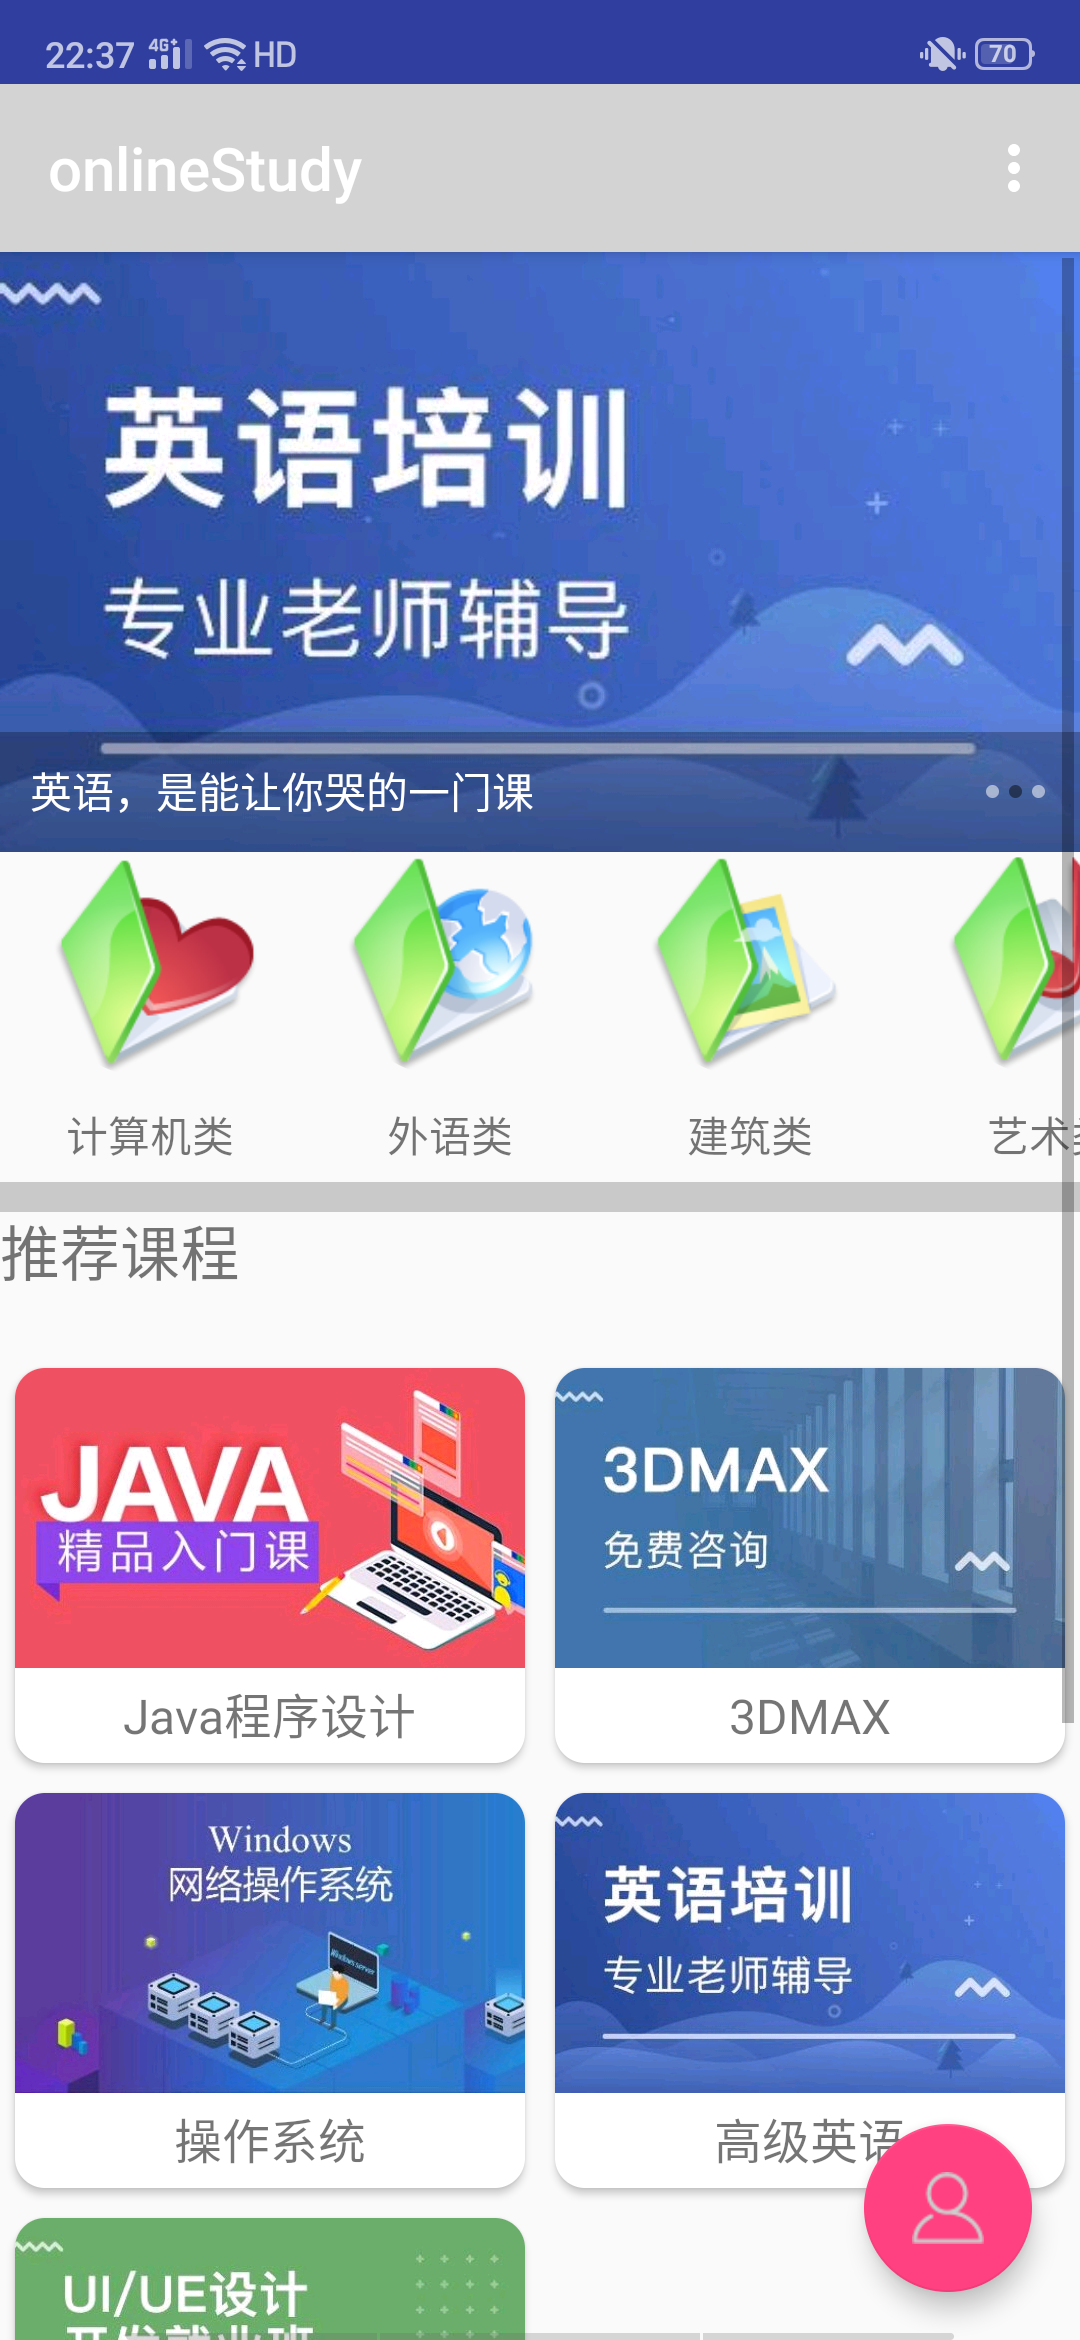 22:37 4G+ HD 70
onlineStudy
英语培训
专业老师辅导
英语，是能让你哭的一门课
计算机类
外语类
建筑类
艺术
推荐课程
JAVA
精品入门课
3DMAX
免费咨询
Java程序设计
3DMAX
Windows
网络操作系统
Windows server
英语培训
专业老师辅导
操作系统
高级英语
UI/UE设计